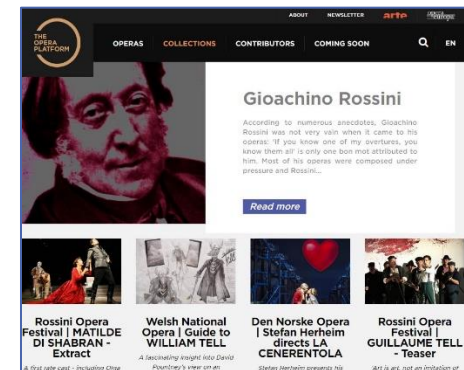 ABOUT NEWSLETTER arte
THE
OPERA
PLATFORM
OPERAS COLLECTIONS CONTRIBUTORS COMING SOON EN
Gioachino Rossini
According to numerous anecdotes, Gioachino
Rossini was not very vain when it came to his
operas: 'If you know one of my overtures, you
know them all' is only one bon mot attributed to
him. Most of his operas were composed under
pressure and Rossini...
Read more
Rossini Opera
Festival | MATILDE
DI SHABRAN -
Extract
A first rate cast - including Olga
Welsh National
Opera | Guide to
WILLIAM TELL
A fascinating insight into David
Pountney's view on an
Den Norske Opera
| Stefan Herheim
directs LA
CENERENTOLA
Stefan Herheim presents his
Rossini Opera
Festival |
GUILLAUME TELL
- Teaser
'Art is art, not an imitation of